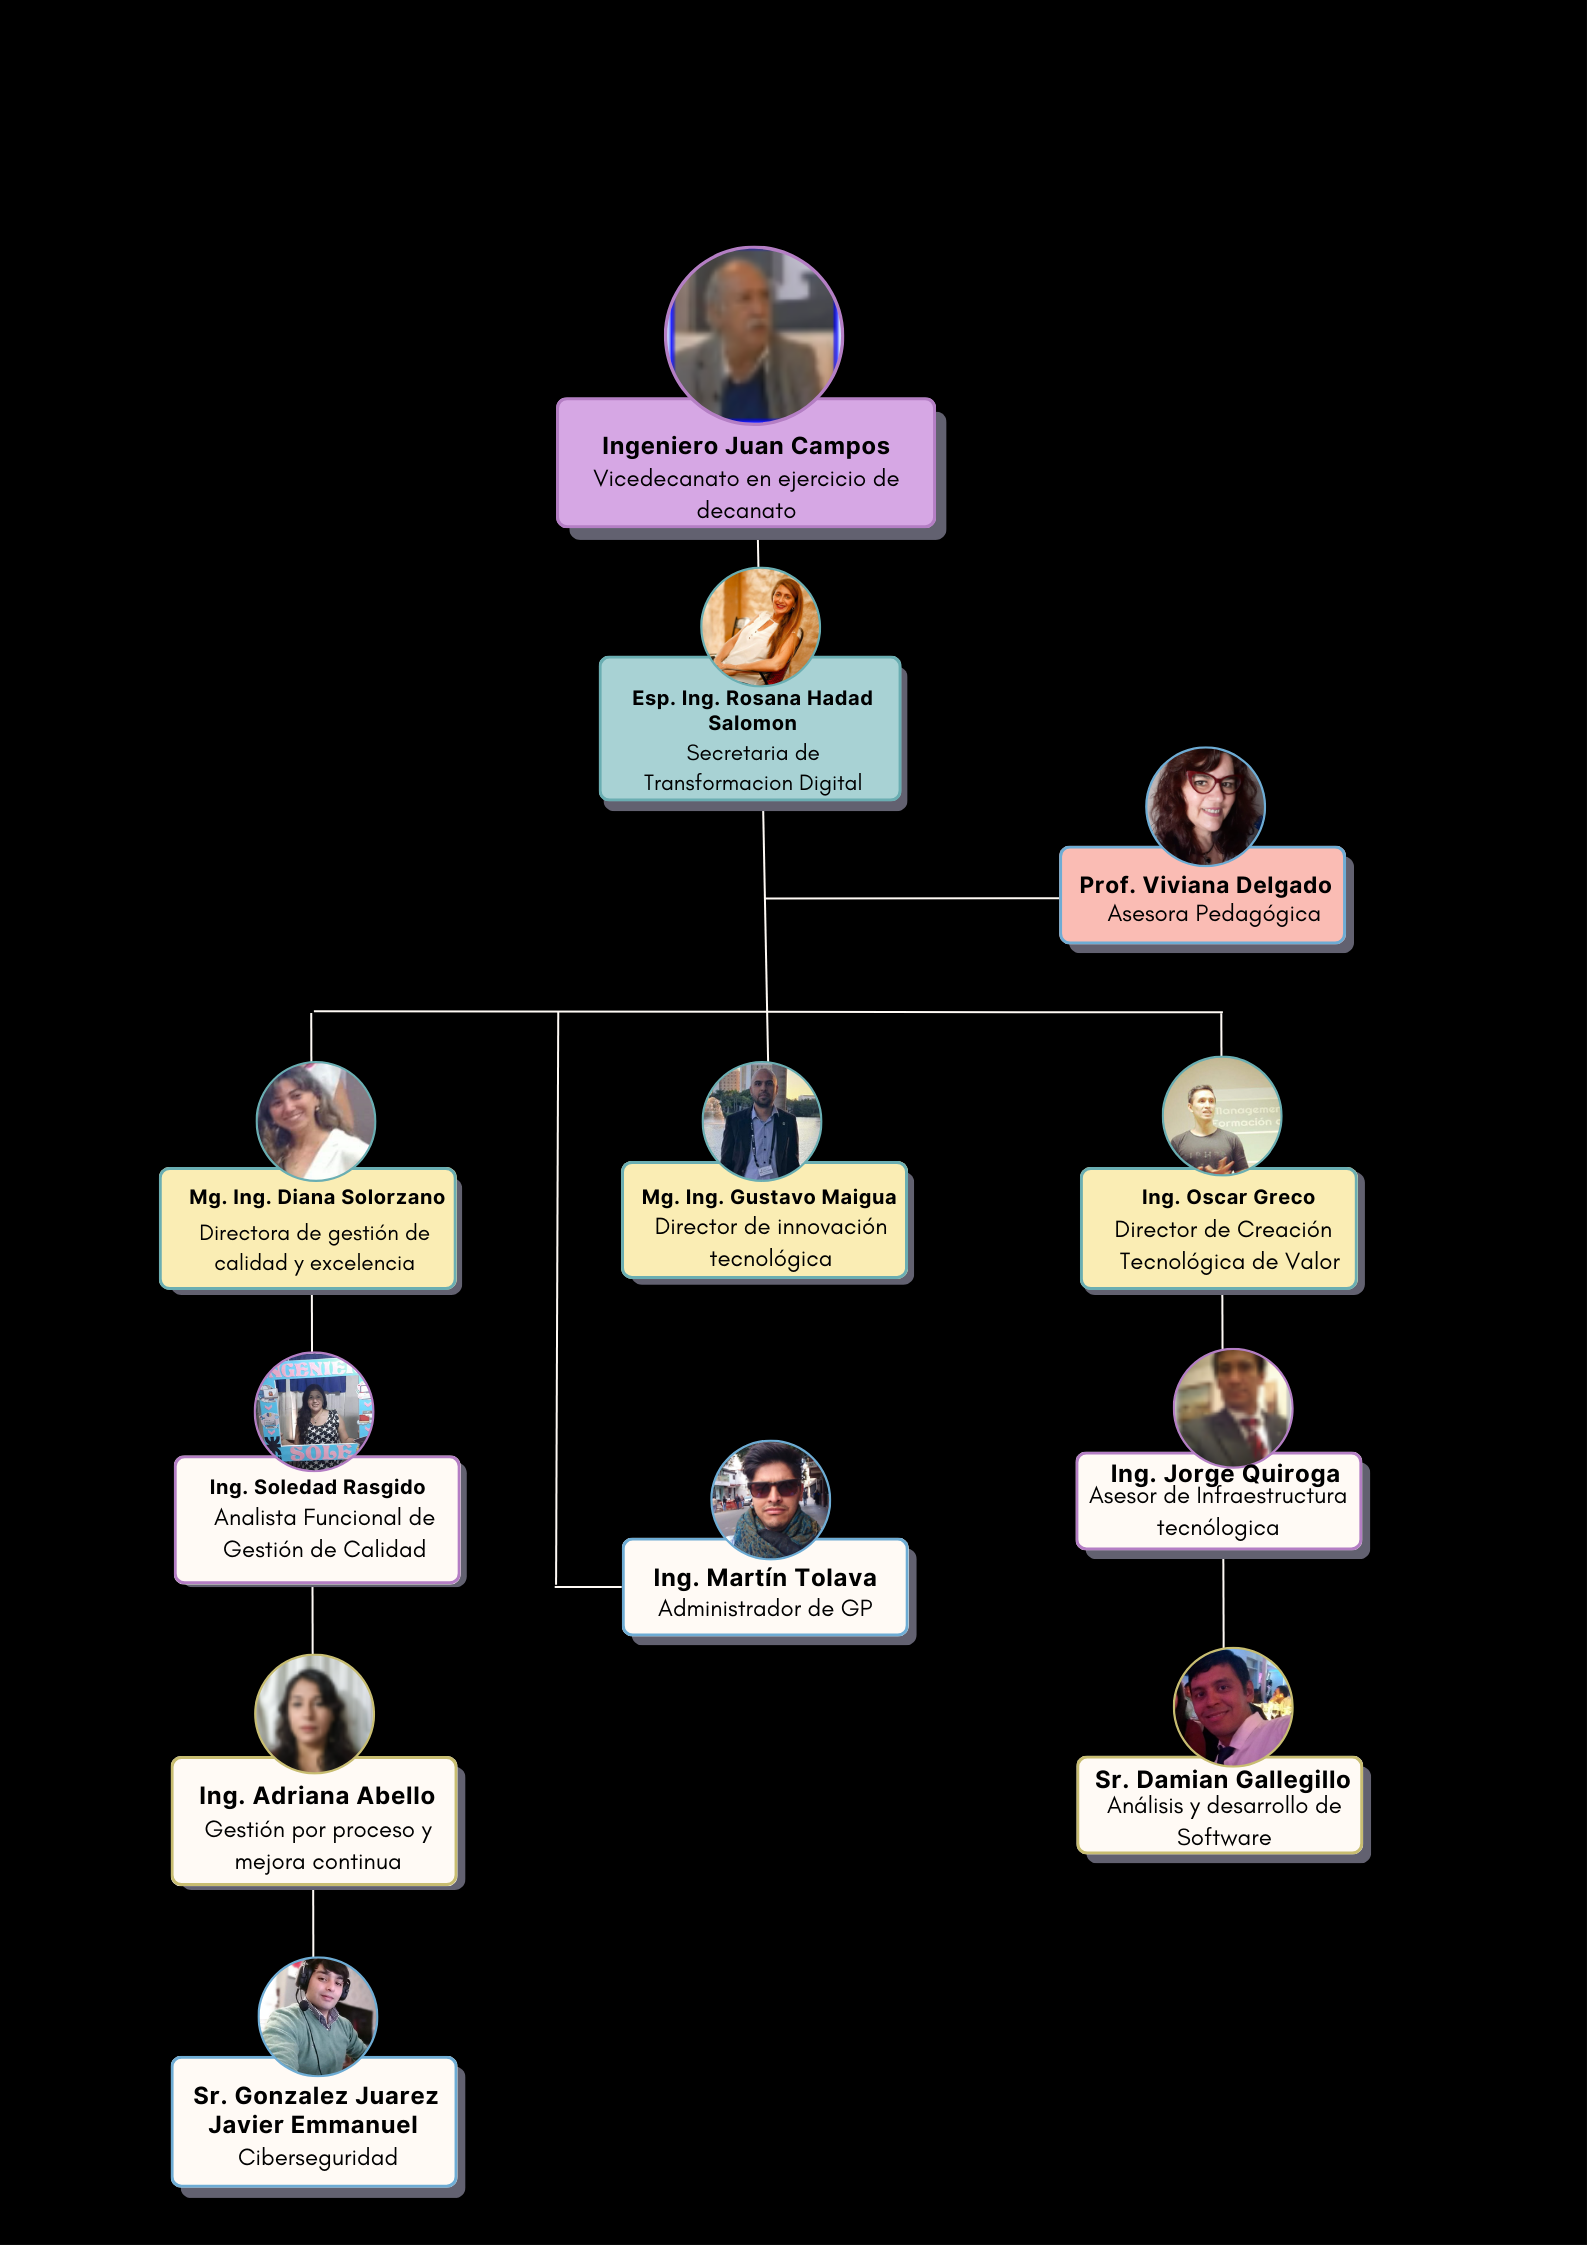 Ingeniero Juan Campos
Vicedecanato en ejercicio de
decanato
Esp. Ing. Rosana Hadad
Salomon
Secretaria de
Transformacion Digital
Prof. Viviana Delgado
Asesora Pedagógica
Mg. Ing. Diana Solorzano
Directora de gestión de
calidad y excelencia
Mg. Ing. Gustavo Maigua
Director de innovación
tecnológica
Ing. Oscar Greco
Director de Creación
Tecnológica de Valor
SOLE
Ing. Soledad Rasgido
Analista Funcional de
Gestión de Calidad
Ing. Martín Tolava
Administrador de GP
Ing. Jorge Quiroga
Asesor de Infraestructura
tecnólogica
Ing. Adriana Abello
Gestión por proceso y
mejora continua
Sr. Damian Gallegillo
Análisis y desarrollo de
Software
Sr. Gonzalez Juarez
Javier Emmanuel
Ciberseguridad